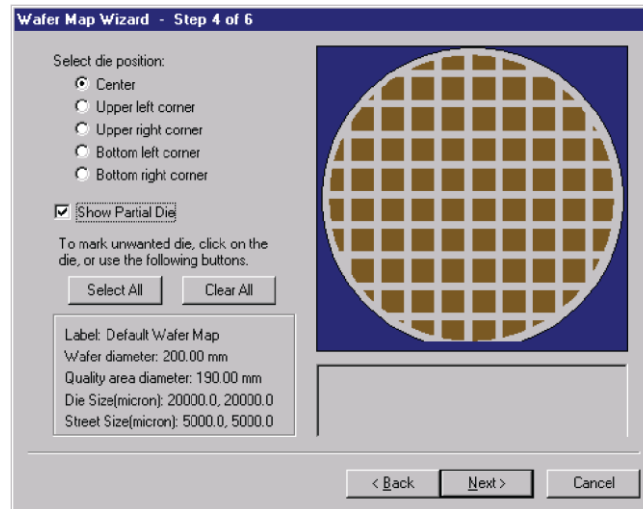 Wafer Map Wizard - Step 4 of 6
Select die position:
Center
Upper left corner
Upper right corner
Bottom left corner
Bottom right corner
Show Partial Die
To mark unwanted die, click on the
die, or use the following buttons.
Select All Clear All
Label: Default Wafer Map
Wafer diameter: 200.00 mm
Quality area diameter: 190.00 mm
Die Size(micron): 20000.0, 20000.0
Street Size(micron): 5000.0, 5000.0
< Back Next > Cancel